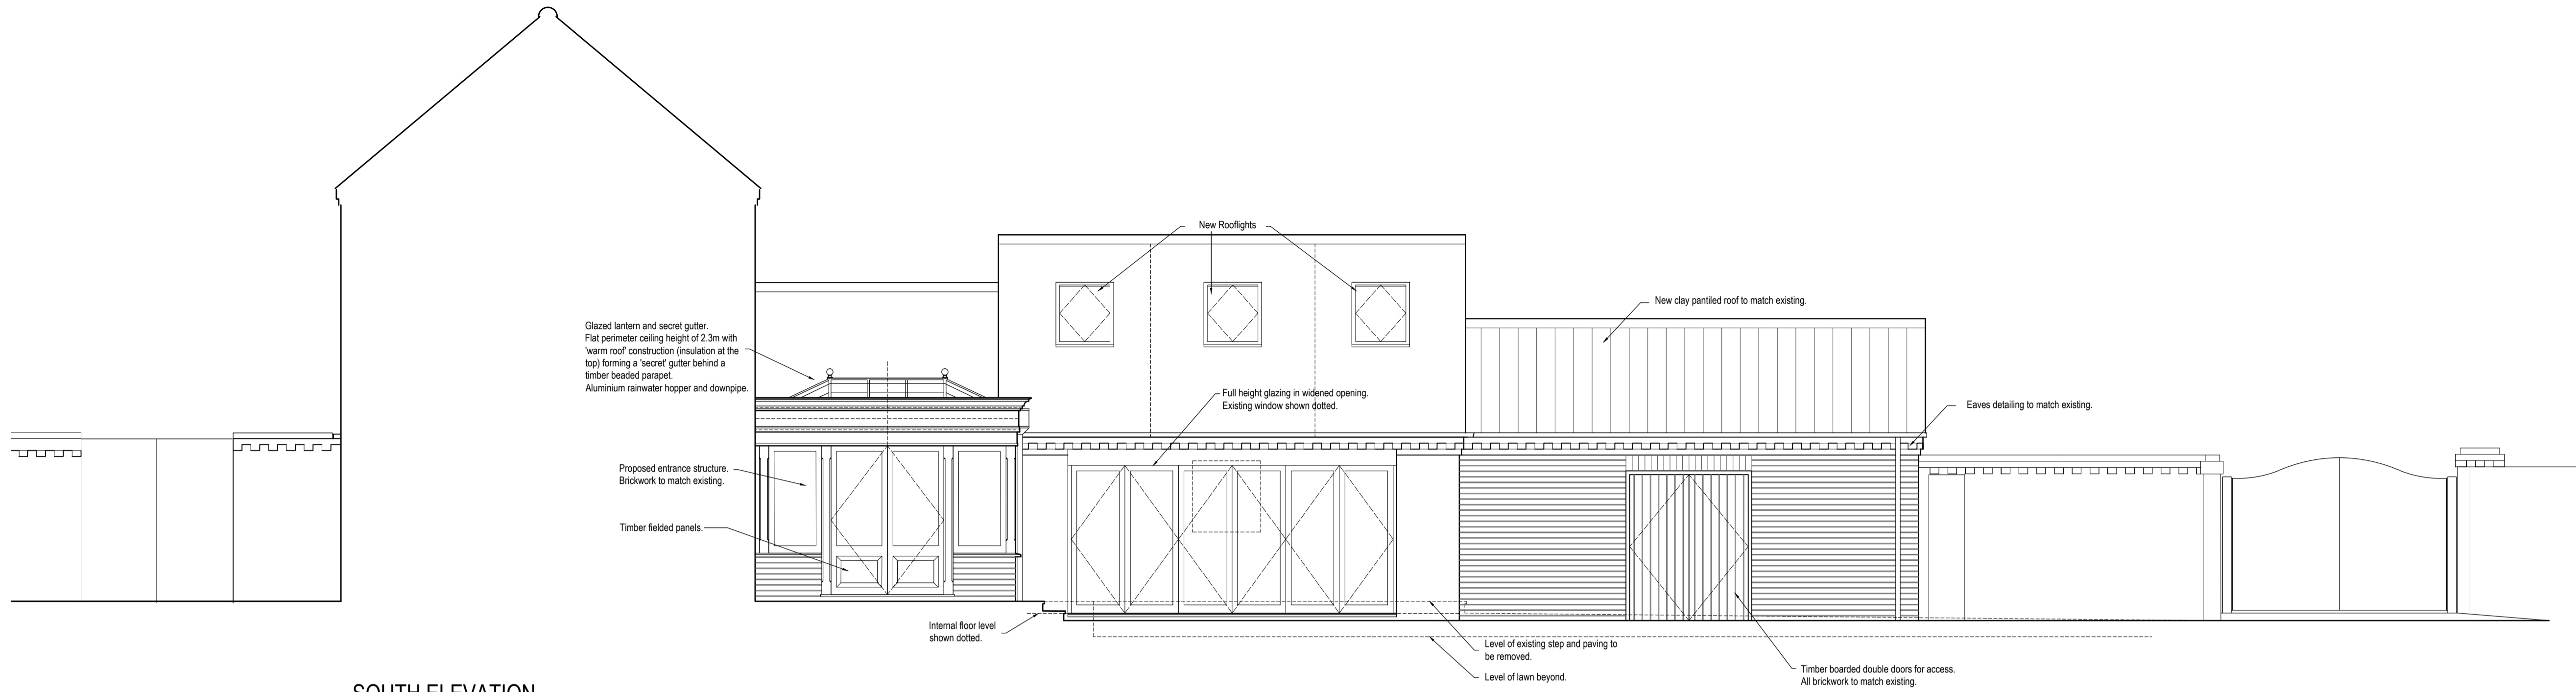 New Rooflights
New clay pantiled roof to match existing.
Glazed lantern and secret gutter.
Flat perimeter ceiling height of 2.3m with
'warm roof' construction (insulation at the
top) forming a 'secret' gutter behind a
timber beaded parapet.
Aluminium rainwater hopper and downpipe.
Full height glazing in widened opening.
Existing window shown dotted.
Eaves detailing to match existing.
Proposed entrance structure.
Brickwork to match existing.
Timber fielded panels.
Internal floor level
shown dotted.
Level of existing step and paving to
be removed.
Level of lawn beyond.
Timber boarded double doors for access.
All brickwork to match existing.
SOUTH ELEVATION